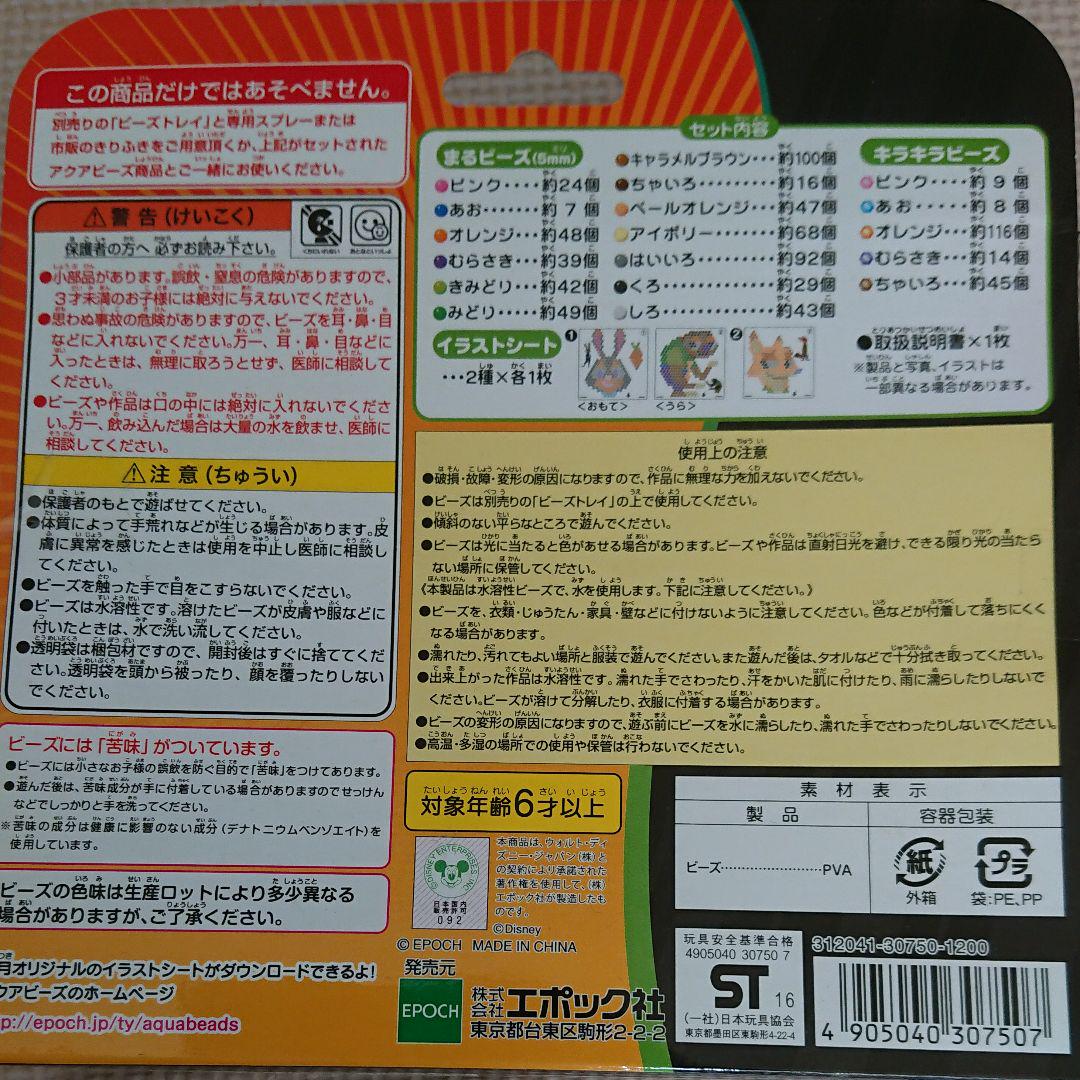 この商品だけではあそべません。
別売りの「ビーズトレイ」と専用スプレーまたは
市販のきりふきをご用意頂くか、上記がセットされた
アクアビーズ商品とご一緒にお使いください。
⚠警告(けいこく)
保護者の方へ 必ずお読み下さい。
●小部品があります。誤飲・窒息の危険がありますので、
3才未満のお子様には絶対に与えないでください。
●思わぬ事故の危険がありますので、ビーズを耳・鼻・目
などに入れないでください。万一、耳・鼻・目などに
入ったときは、無理に取ろうとせず、医師に相談して
ください。
●ビーズや作品は口の中には絶対に入れないでくださ
い。万一、飲み込んだ場合は大量の水を飲ませ、医師に
相談してください。
⚠注意(ちゅうい)
●保護者のもとで遊ばせてください。
●体質によって手荒れなどが生じる場合があります。皮
膚に異常を感じたときは使用を中止し医師に相談し
てください。
●ビーズを触った手で目をこすらないでください。
●ビーズは水溶性です。溶けたビーズが皮膚や服などに
付いたときは、水で洗い流してください。
●透明袋は梱包材ですので、開封後はすぐに捨ててくだ
さい。透明袋を頭から被ったり、顔を覆ったりしない
でください。
ビーズには「苦味」がついています。
●ビーズには小さなお子様の誤飲を防ぐ目的で「苦味」をつけてあります。
●遊んだ後は、苦味成分が手に付着している場合がありますのでせっけん
などでしっかりと手を洗ってください。
※苦味の成分は健康に影響のない成分(デナトニウムベンゾエイト)を
使用しています。
ビーズの色味は生産ロットにより多少異なる
場合がありますが、ご了承ください。
月オリジナルのイラストシートがダウンロードできるよ!
クアビーズのホームページ
p://epoch.jp/ty/aquabeads
セット内容
まるビーズ(5mm)
●ピンク‥‥約24個
●あお‥‥‥約7個
●オレンジ‥約48個
●むらさき‥約39個
●きみどり‥約42個
●みどり‥‥約49個
●キャラメルブラウン‥約100個
●ちゃいろ‥‥‥‥約16個
●ペールオレンジ‥約47個
●アイボリー‥‥‥約68個
●はいいろ‥‥‥‥約92個
●くろ‥‥‥‥‥‥約29個
●しろ‥‥‥‥‥‥約43個
キラキラビーズ
●ピンク‥‥約9個
●あお‥‥‥約8個
●オレンジ‥約116個
●むらさき‥約14個
●ちゃいろ‥約45個
イラストシート
‥‥2種×各1枚
❶
❷
<おもて>
<うら>
●取扱説明書×1枚
※製品と写真、イラストは
一部異なる場合があります。
使用上の注意
●破損・故障・変形の原因になりますので、作品に無理な力を加えないでください。
●ビーズは別売りの「ビーズトレイ」の上で使用してください。
●傾斜のない平らなところで遊んでください。
●ビーズは光に当たると色があせる場合があります。ビーズや作品は直射日光を避け、できる限り光の当たら
ない場所に保管してください。
《本製品は水溶性ビーズで、水を使用します。下記に注意してください。》
●ビーズを、衣類・じゅうたん・家具・壁などに付けないように注意してください。色などが付着して落ちにくく
なる場合があります。
●濡れたり、汚れてもよい場所と服装で遊んでください。また遊んだ後は、タオルなどで十分拭き取ってください。
●出来上がった作品は水溶性です。濡れた手でさわったり、汗をかいた肌に付けたり、雨に濡らしたりしないで
ください。ビーズが溶けて分解したり、衣服に付着する場合があります。
●ビーズの変形の原因になりますので、遊ぶ前にビーズを水に濡らしたり、濡れた手でさわったりしないでください。
●高温・多湿の場所での使用や保管は行わないでください。
対象年齢6才以上
©DISNEY ENTERPRISES, INC.
日本国内
販売許可
092
本商品は、ウォルト・ディ
ズニー・ジャパン(株)と
の契約により承諾された
著作権を使用して、(株)
エポック社が製造したも
のです。
©Disney
© EPOCH MADE IN CHINA
発売元
EPOCH
株式会社エポック社
東京都台東区駒形2-2-2
素材表示
製品
容器包装
ビーズ‥‥‥‥‥PVA
紙
外箱
プラ
袋:PE、PP
玩具安全基準合格
4905040 30750 7
ST 16
(一社)日本玩具協会
東京都墨田区東駒形4-22-4
312041-30750-1200
4 905040 307507